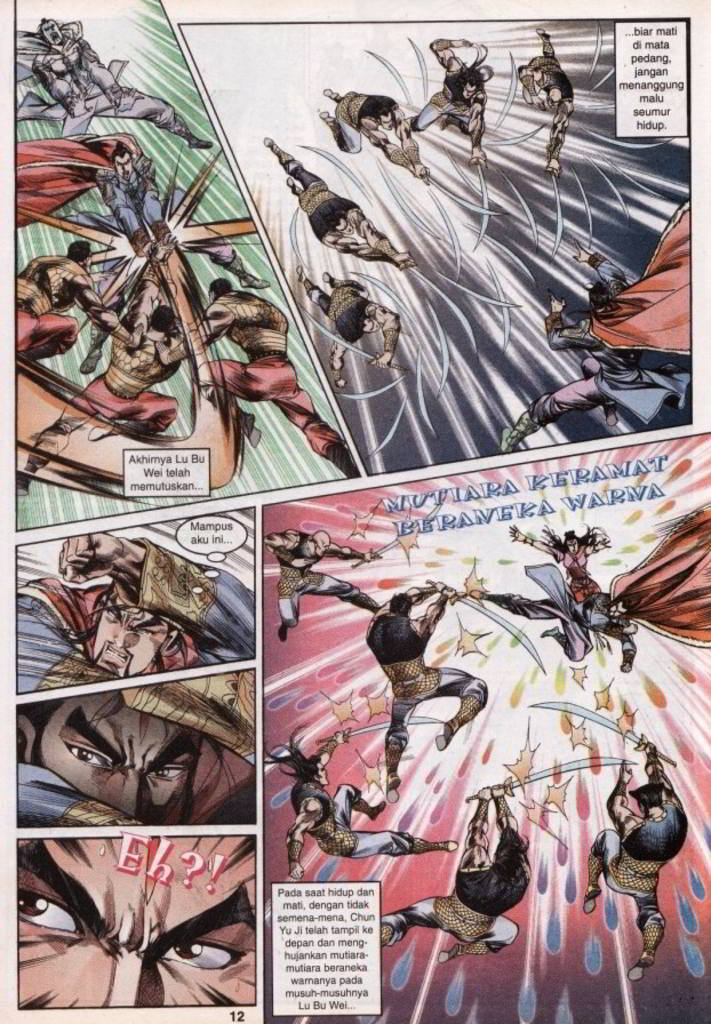 Akhirnya Lu Bu
Wei telah
memutuskan...
...biar mati
di mata
pedang,
jangan
menanggung
malu
seumur
hidup.
Mampus
aku ini...
Eh?!
MUTIARA KERAMAT
BERANEKA WARNA
Pada saat hidup dan
mati, dengan tidak
semena-mena, Chun
Yu Ji telah tampil ke
depan dan meng-
hujankan mutiara-
mutiara beraneka
warnanya pada
musuh-musuhnya
Lu Bu Wei...
12